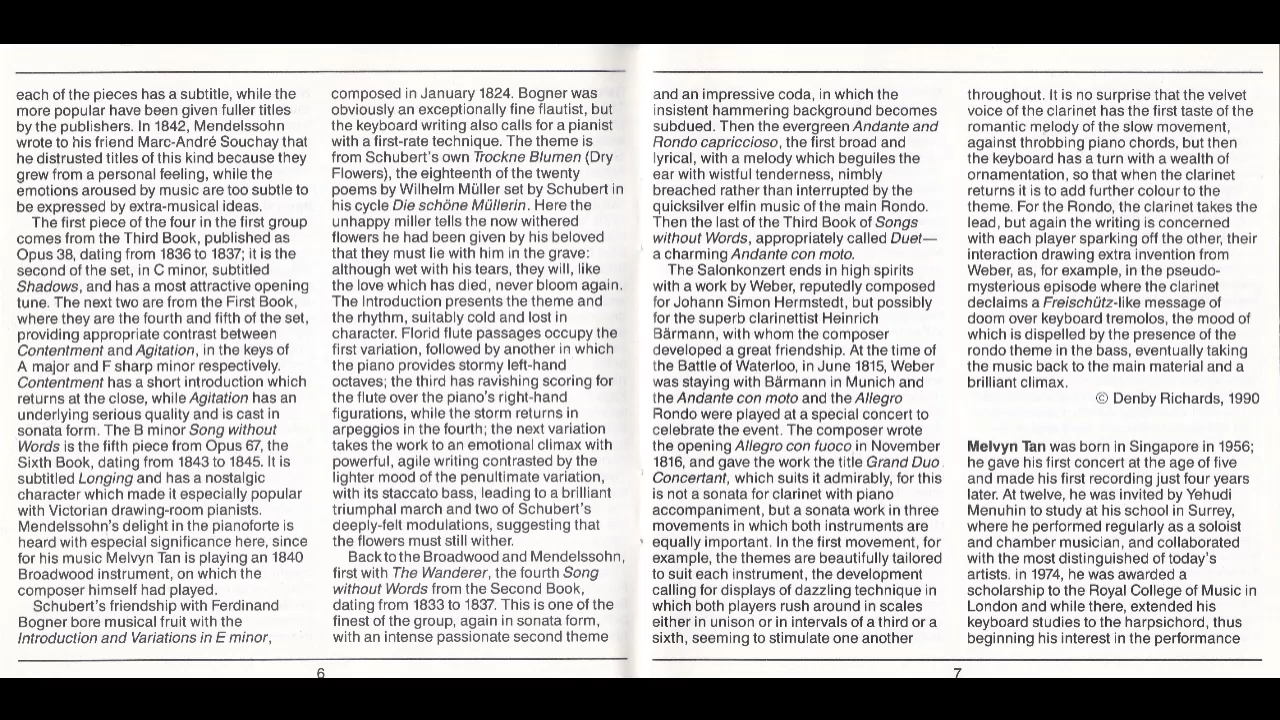 each of the pieces has a subtitle, while the
more popular have been given fuller titles
by the publishers. In 1842, Mendelssohn
wrote to his friend Marc-André Souchay that
he distrusted titles of this kind because they
grew from a personal feeling, while the
emotions aroused by music are too subtle to
be expressed by extra-musical ideas.
The first piece of the four in the first group
comes from the Third Book, published as
Opus 38, dating from 1836 to 1837; it is the
second of the set, in C minor, subtitled
Shadows, and has a most attractive opening
tune. The next two are from the First Book,
where they are the fourth and fifth of the set,
providing appropriate contrast between
Contentment and Agitation, in the keys of
A major and F sharp minor respectively.
Contentment has a short introduction which
returns at the close, while Agitation has an
underlying serious quality and is cast in
sonata form. The B minor Song without
Words is the fifth piece from Opus 67, the
Sixth Book, dating from 1843 to 1845. It is
subtitled Longing and has a nostalgic
character which made it especially popular
with Victorian drawing-room pianists.
Mendelssohn's delight in the pianoforte is
heard with especial significance here, since
for his music Melvyn Tan is playing an 1840
Broadwood instrument, on which the
composer himself had played.
Schubert's friendship with Ferdinand
Bogner bore musical fruit with the
Introduction and Variations in E minor,
composed in January 1824. Bogner was
obviously an exceptionally fine flautist, but
the keyboard writing also calls for a pianist
with a first-rate technique. The theme is
from Schubert's own Trockne Blumen (Dry
Flowers), the eighteenth of the twenty
poems by Wilhelm Müller set by Schubert in
his cycle Die schöne Müllerin. Here the
unhappy miller tells the now withered
flowers he had been given by his beloved
that they must lie with him in the grave:
although wet with his tears, they will, like
the love which has died, never bloom again.
The Introduction presents the theme and
the rhythm, suitably cold and lost in
character. Florid flute passages occupy the
first variation, followed by another in which
the piano provides stormy left-hand
octaves; the third has ravishing scoring for
the flute over the piano's right-hand
figurations, while the storm returns in
arpeggios in the fourth; the next variation
takes the work to an emotional climax with
powerful, agile writing contrasted by the
lighter mood of the penultimate variation,
with its staccato bass, leading to a brilliant
triumphal march and two of Schubert's
deeply-felt modulations, suggesting that
the flowers must still wither.
Back to the Broadwood and Mendelssohn,
first with The Wanderer, the fourth Song
without Words from the Second Book,
dating from 1833 to 1837. This is one of the
finest of the group, again in sonata form,
with an intense passionate second theme
6
and an impressive coda, in which the
insistent hammering background becomes
subdued. Then the evergreen Andante and
Rondo capriccioso, the first broad and
lyrical, with a melody which beguiles the
ear with wistful tenderness, nimbly
breached rather than interrupted by the
quicksilver elfin music of the main Rondo.
Then the last of the Third Book of Songs
without Words, appropriately called Duet—
a charming Andante con moto.
The Salonkonzert ends in high spirits
with a work by Weber, reputedly composed
for Johann Simon Hermstedt, but possibly
for the superb clarinettist Heinrich
Bärmann, with whom the composer
developed a great friendship. At the time of
the Battle of Waterloo, in June 1815, Weber
was staying with Bärmann in Munich and
the Andante con moto and the Allegro
Rondo were played at a special concert to
celebrate the event. The composer wrote
the opening Allegro con fuoco in November
1816, and gave the work the title Grand Duo
Concertant, which suits it admirably, for this
is not a sonata for clarinet with piano
accompaniment, but a sonata work in three
movements in which both instruments are
equally important. In the first movement, for
example, the themes are beautifully tailored
to suit each instrument, the development
calling for displays of dazzling technique in
which both players rush around in scales
either in unison or in intervals of a third or a
sixth, seeming to stimulate one another
throughout. It is no surprise that the velvet
voice of the clarinet has the first taste of the
romantic melody of the slow movement,
against throbbing piano chords, but then
the keyboard has a turn with a wealth of
ornamentation, so that when the clarinet
returns it is to add further colour to the
theme. For the Rondo, the clarinet takes the
lead, but again the writing is concerned
with each player sparking off the other, their
interaction drawing extra invention from
Weber, as, for example, in the pseudo-
mysterious episode where the clarinet
declaims a Freischütz-like message of
doom over keyboard tremolos, the mood of
which is dispelled by the presence of the
rondo theme in the bass, eventually taking
the music back to the main material and a
brilliant climax.
© Denby Richards, 1990
Melvyn Tan was born in Singapore in 1956;
he gave his first concert at the age of five
and made his first recording just four years
later. At twelve, he was invited by Yehudi
Menuhin to study at his school in Surrey,
where he performed regularly as a soloist
and chamber musician, and collaborated
with the most distinguished of today's
artists. in 1974, he was awarded a
scholarship to the Royal College of Music in
London and while there, extended his
keyboard studies to the harpsichord, thus
beginning his interest in the performance
7